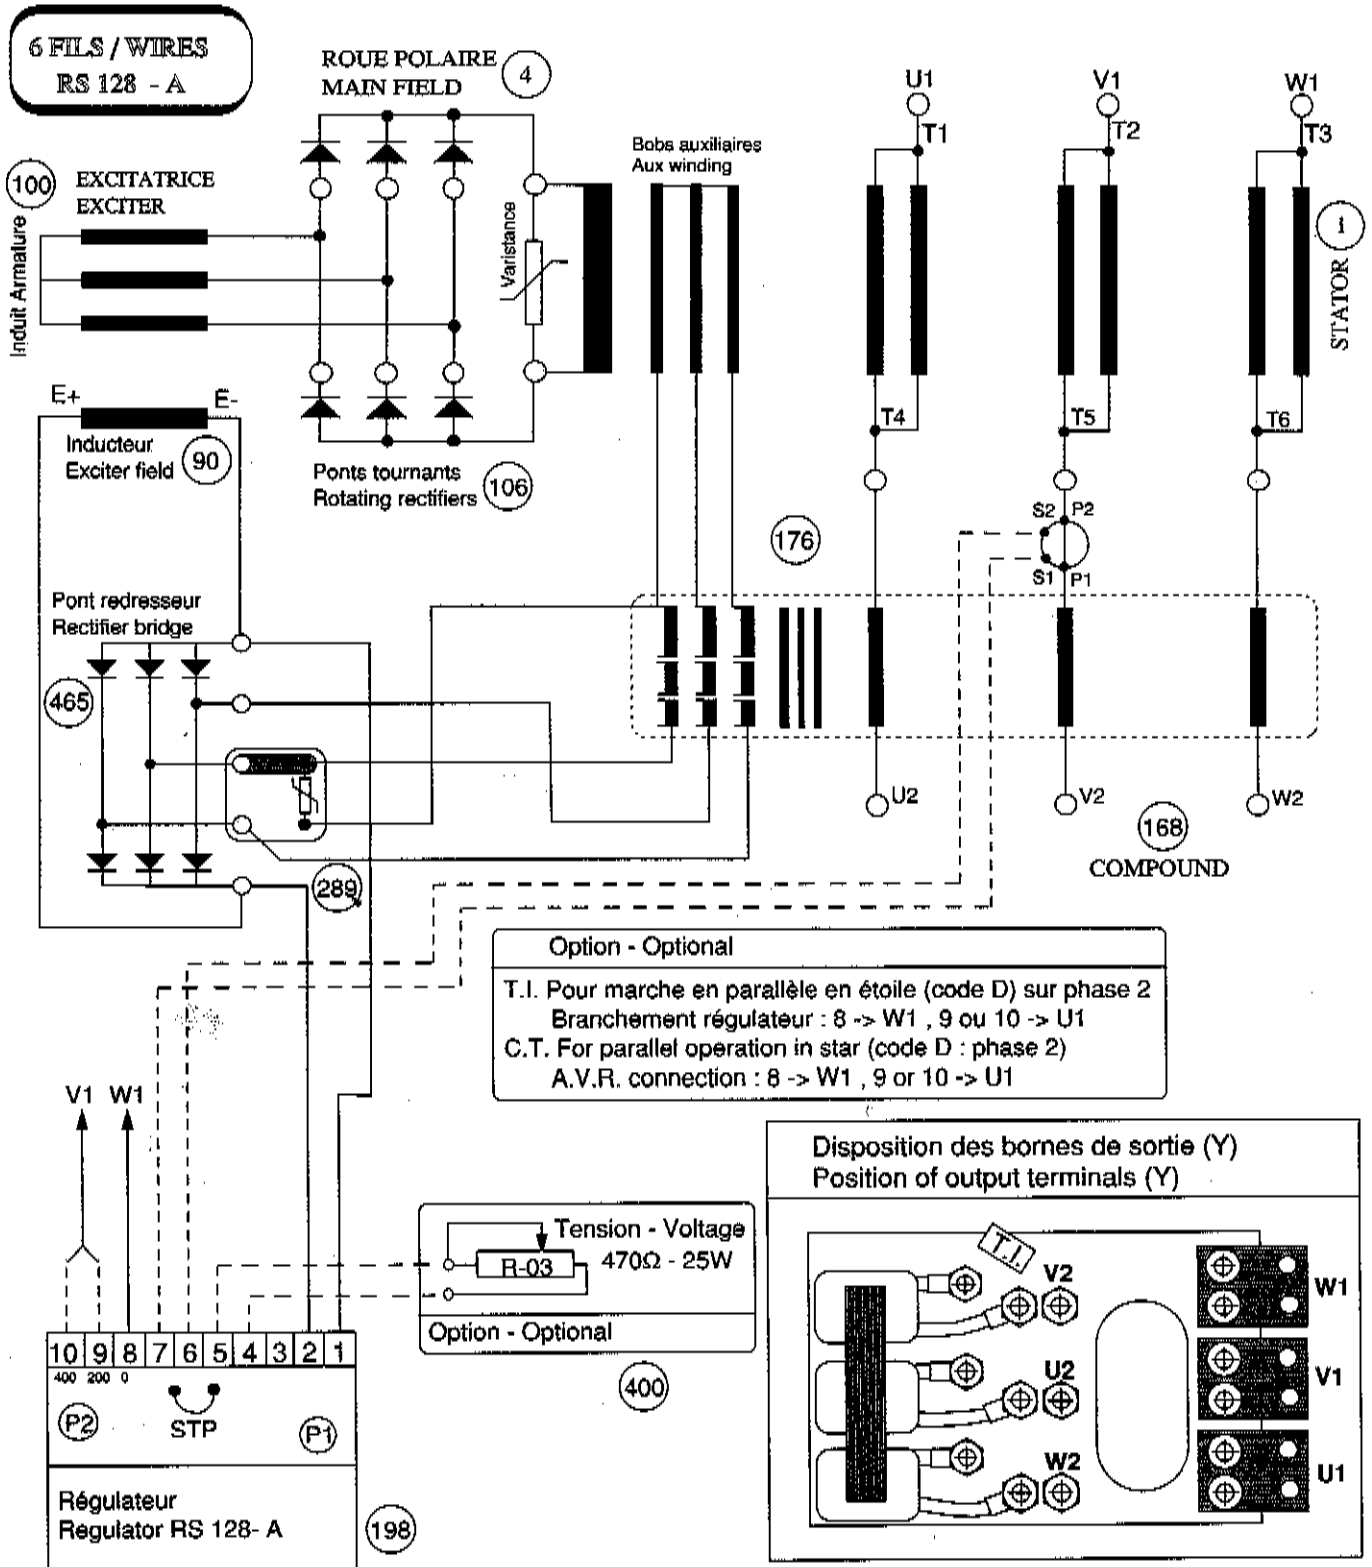 6 FILS / WIRES
RS 128 - A
ROUE POLAIRE
MAIN FIELD
4
U1
V1
W1
T1
T2
T3
Bobs auxiliaires
Aux winding
100
EXCITATRICE
EXCITER
Induit Armature
Varistance
1
STATOR
E+
E-
Inducteur
Exciter field
90
T4
T5
T6
Ponts tournants
Rotating rectifiers
106
176
S2
P2
S1
P1
Pont redresseur
Rectifier bridge
465
U2
V2
W2
168
COMPOUND
289
Option - Optional
T.I. Pour marche en parallèle en étoile (code D) sur phase 2
Branchement régulateur : 8 -> W1 , 9 ou 10 -> U1
C.T. For parallel operation in star (code D : phase 2)
A.V.R. connection : 8 -> W1 , 9 or 10 -> U1
V1
W1
Disposition des bornes de sortie (Y)
Position of output terminals (Y)
Tension - Voltage
R-03
470Ω - 25W
Option - Optional
400
T.I.
V2
U2
W2
W1
V1
U1
10 9 8 7 6 5 4 3 2 1
400 200 0
P2
STP
P1
Régulateur
Regulator RS 128- A
198